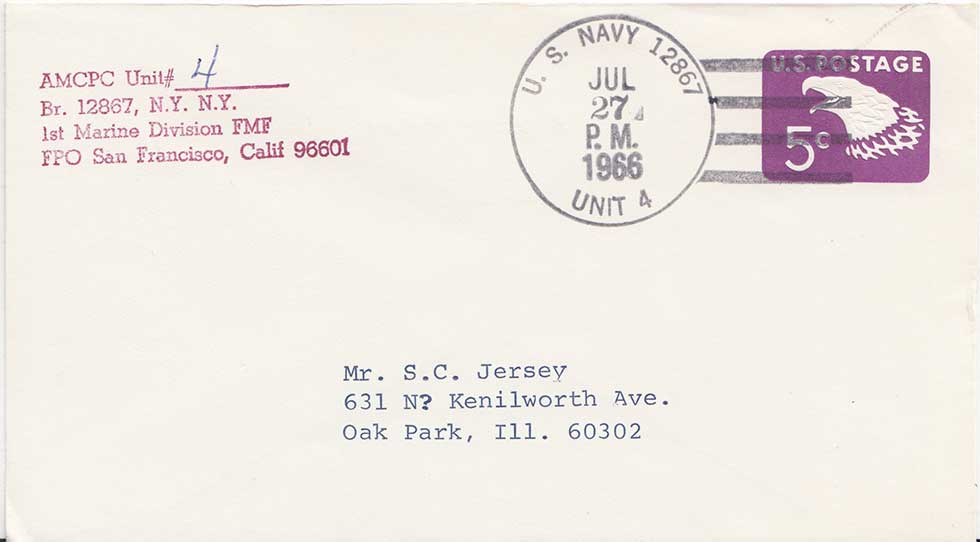 AMCPC Unit# 4
Br. 12867, N.Y. N.Y.
1st Marine Division FMF
FPO San Francisco, Calif 96601
U. S. NAVY 12867
JUL
27
P.M.
1966
UNIT 4
U.S. POSTAGE
5c
Mr. S.C. Jersey
631 N? Kenilworth Ave.
Oak Park, Ill. 60302